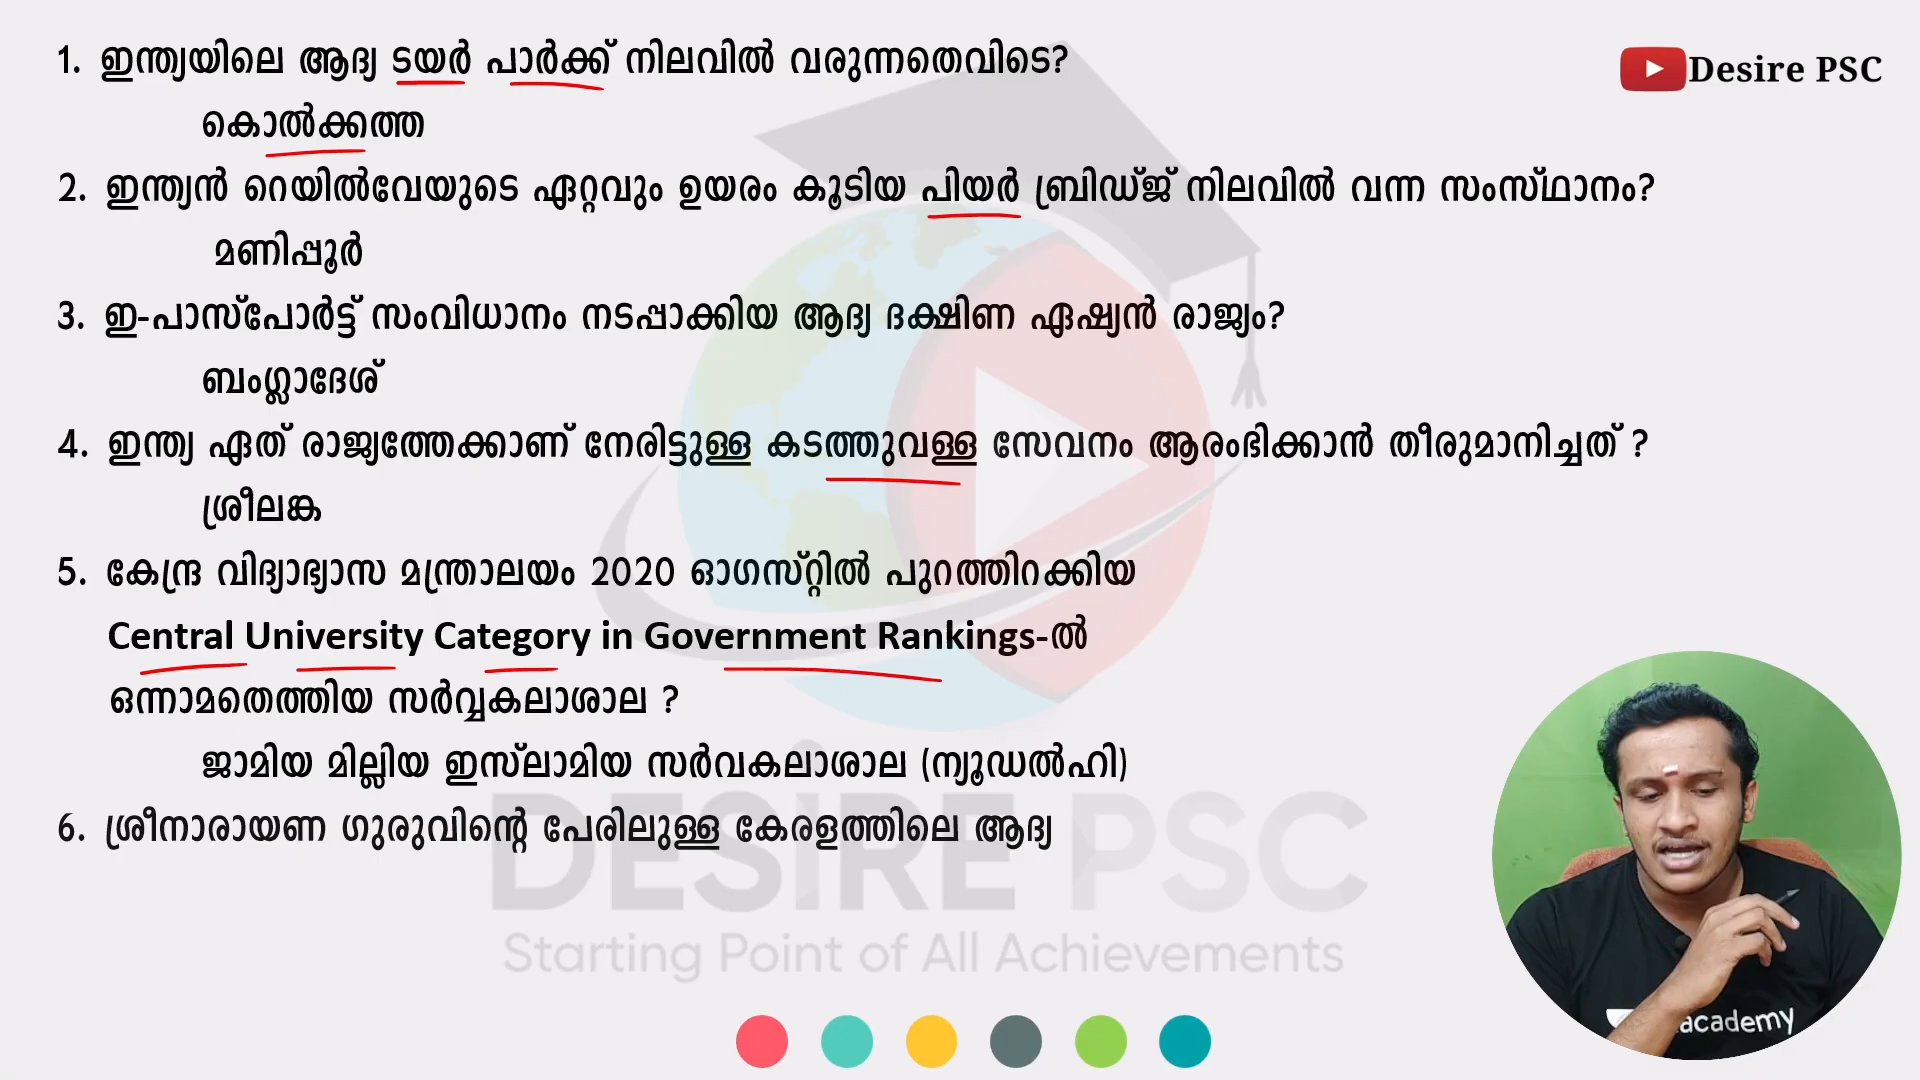 1. ഇന്ത്യയിലെ ആദ്യ ടയർ പാർക്ക് നിലവിൽ വരുന്നതെവിടെ?
Desire PSC
കൊൽക്കത്ത
2. ഇന്ത്യൻ റെയിൽവേയുടെ ഏറ്റവും ഉയരം കൂടിയ പിയർ ബ്രിഡ്ജ് നിലവിൽ വന്ന സംസ്ഥാനം?
മണിപ്പൂർ
3. ഇ-പാസ്പോർട്ട് സംവിധാനം നടപ്പാക്കിയ ആദ്യ ദക്ഷിണ ഏഷ്യൻ രാജ്യം?
ബംഗ്ലാദേശ്
4. ഇന്ത്യ ഏത് രാജ്യത്തേക്കാണ് നേരിട്ടുള്ള കടത്തുവള്ള സേവനം ആരംഭിക്കാൻ തീരുമാനിച്ചത് ?
ശ്രീലങ്ക
5. കേന്ദ്ര വിദ്യാഭ്യാസ മന്ത്രാലയം 2020 ഓഗസ്റ്റിൽ പുറത്തിറക്കിയ
Central University Category in Government Rankings-ൽ
ഒന്നാമതെത്തിയ സർവ്വകലാശാല ?
ജാമിയ മില്ലിയ ഇസ്‌ലാമിയ സർവകലാശാല (ന്യൂഡൽഹി)
6. ശ്രീനാരായണ ഗുരുവിന്റെ പേരിലുള്ള കേരളത്തിലെ ആദ്യ
DESIRE PSC
Starting Point of All Achievements
academy